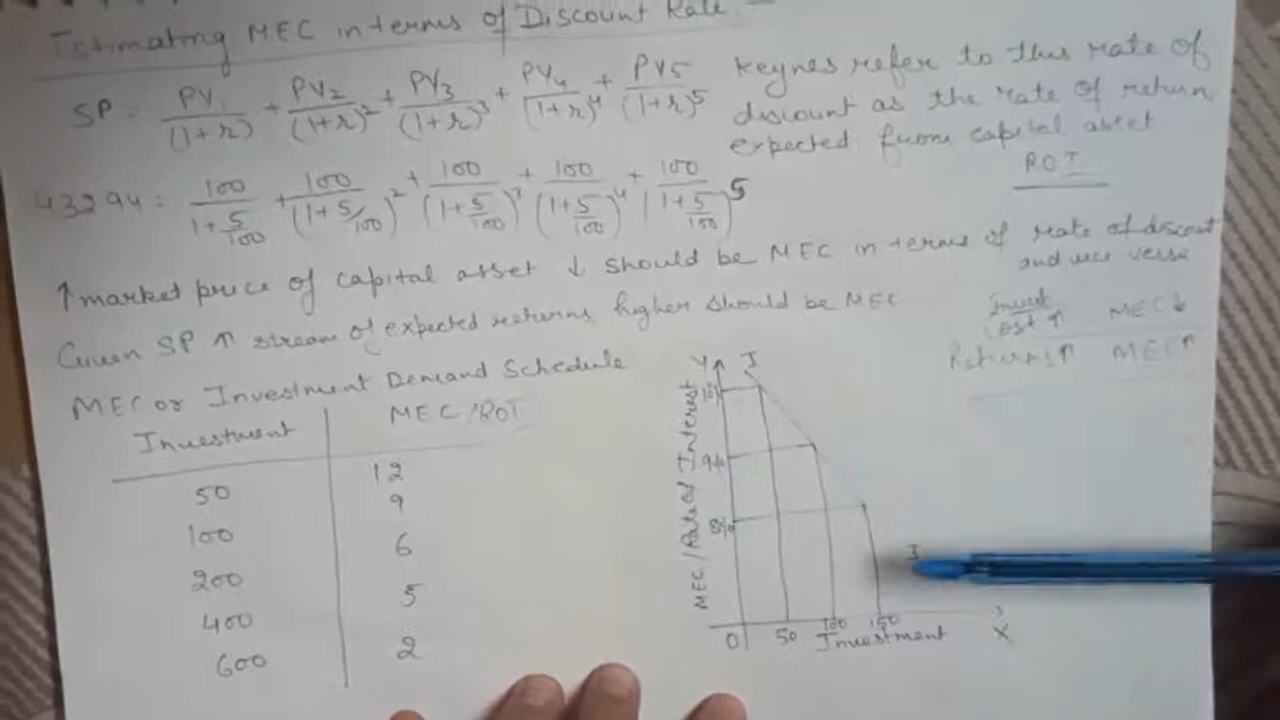 Estimating MEC in terms of Discount Rate
SP = PV1/(1+r) + PV2/(1+r)^2 + PV3/(1+r)^3 + PV4/(1+r)^4 + PV5/(1+r)^5
Keynes refer to this rate of
discount as the rate of return
expected from capital asset
ROI
43294 = 100/(1+5/100) + 100/(1+5/100)^2 + 100/(1+5/100)^3 + 100/(1+5/100)^4 + 100/(1+5/100)^5
↑ market price of capital asset ↓ should be MEC in terms of rate of discount
and vice versa
Given SP ↑ stream of expected returns higher should be MEC
Invest
Cost ↑ MEC↓
Returns↑ MEC↑
MEC or Investment Demand Schedule
Investment MEC/ROI
50 12
100 9
200 6
400 5
600 2
Y
I
10%
9%
8%
MEC/Rate of Interest
I
0 50 100 150
Investment
X